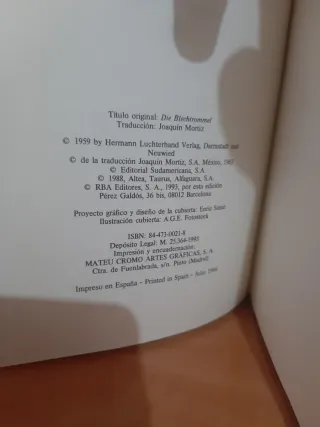 Título original: Die Blechtrommel
Traducción: Joaquín Mortiz
© 1959 by Hermann Luchterhand Verlag, Darmstadt und
Neuwied
© de la traducción Joaquín Mortiz, S.A. México, 1963
© Editorial Sudamericana, S.A
© 1988, Altea, Taurus, Alfaguara, S.A
© RBA Editores, S. A., 1993, por esta edición
Pérez Galdós, 36 bis, 08012 Barcelona
Proyecto gráfico y diseño de la cubierta: Enric Satué
Ilustración cubierta: A.G.E. Fotostock
ISBN: 84-473-0021-8
Depósito Legal: M. 25.364-1993
Impresión y encuadernación:
MATEU CROMO ARTES GRÁFICAS, S. A.
Ctra. de Fuenlabrada, s/n. Pinto (Madrid)
Impreso en España - Printed in Spain - Julio